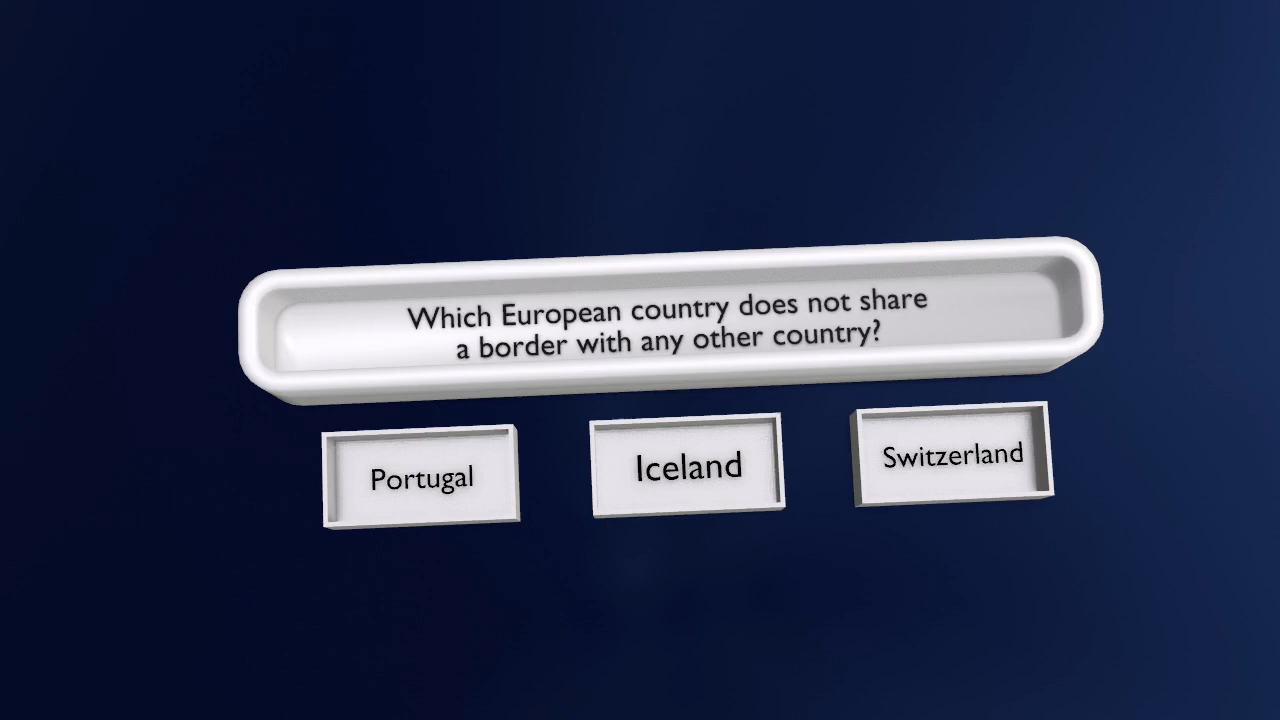 Which European country does not share
a border with any other country?
Portugal
Iceland
Switzerland